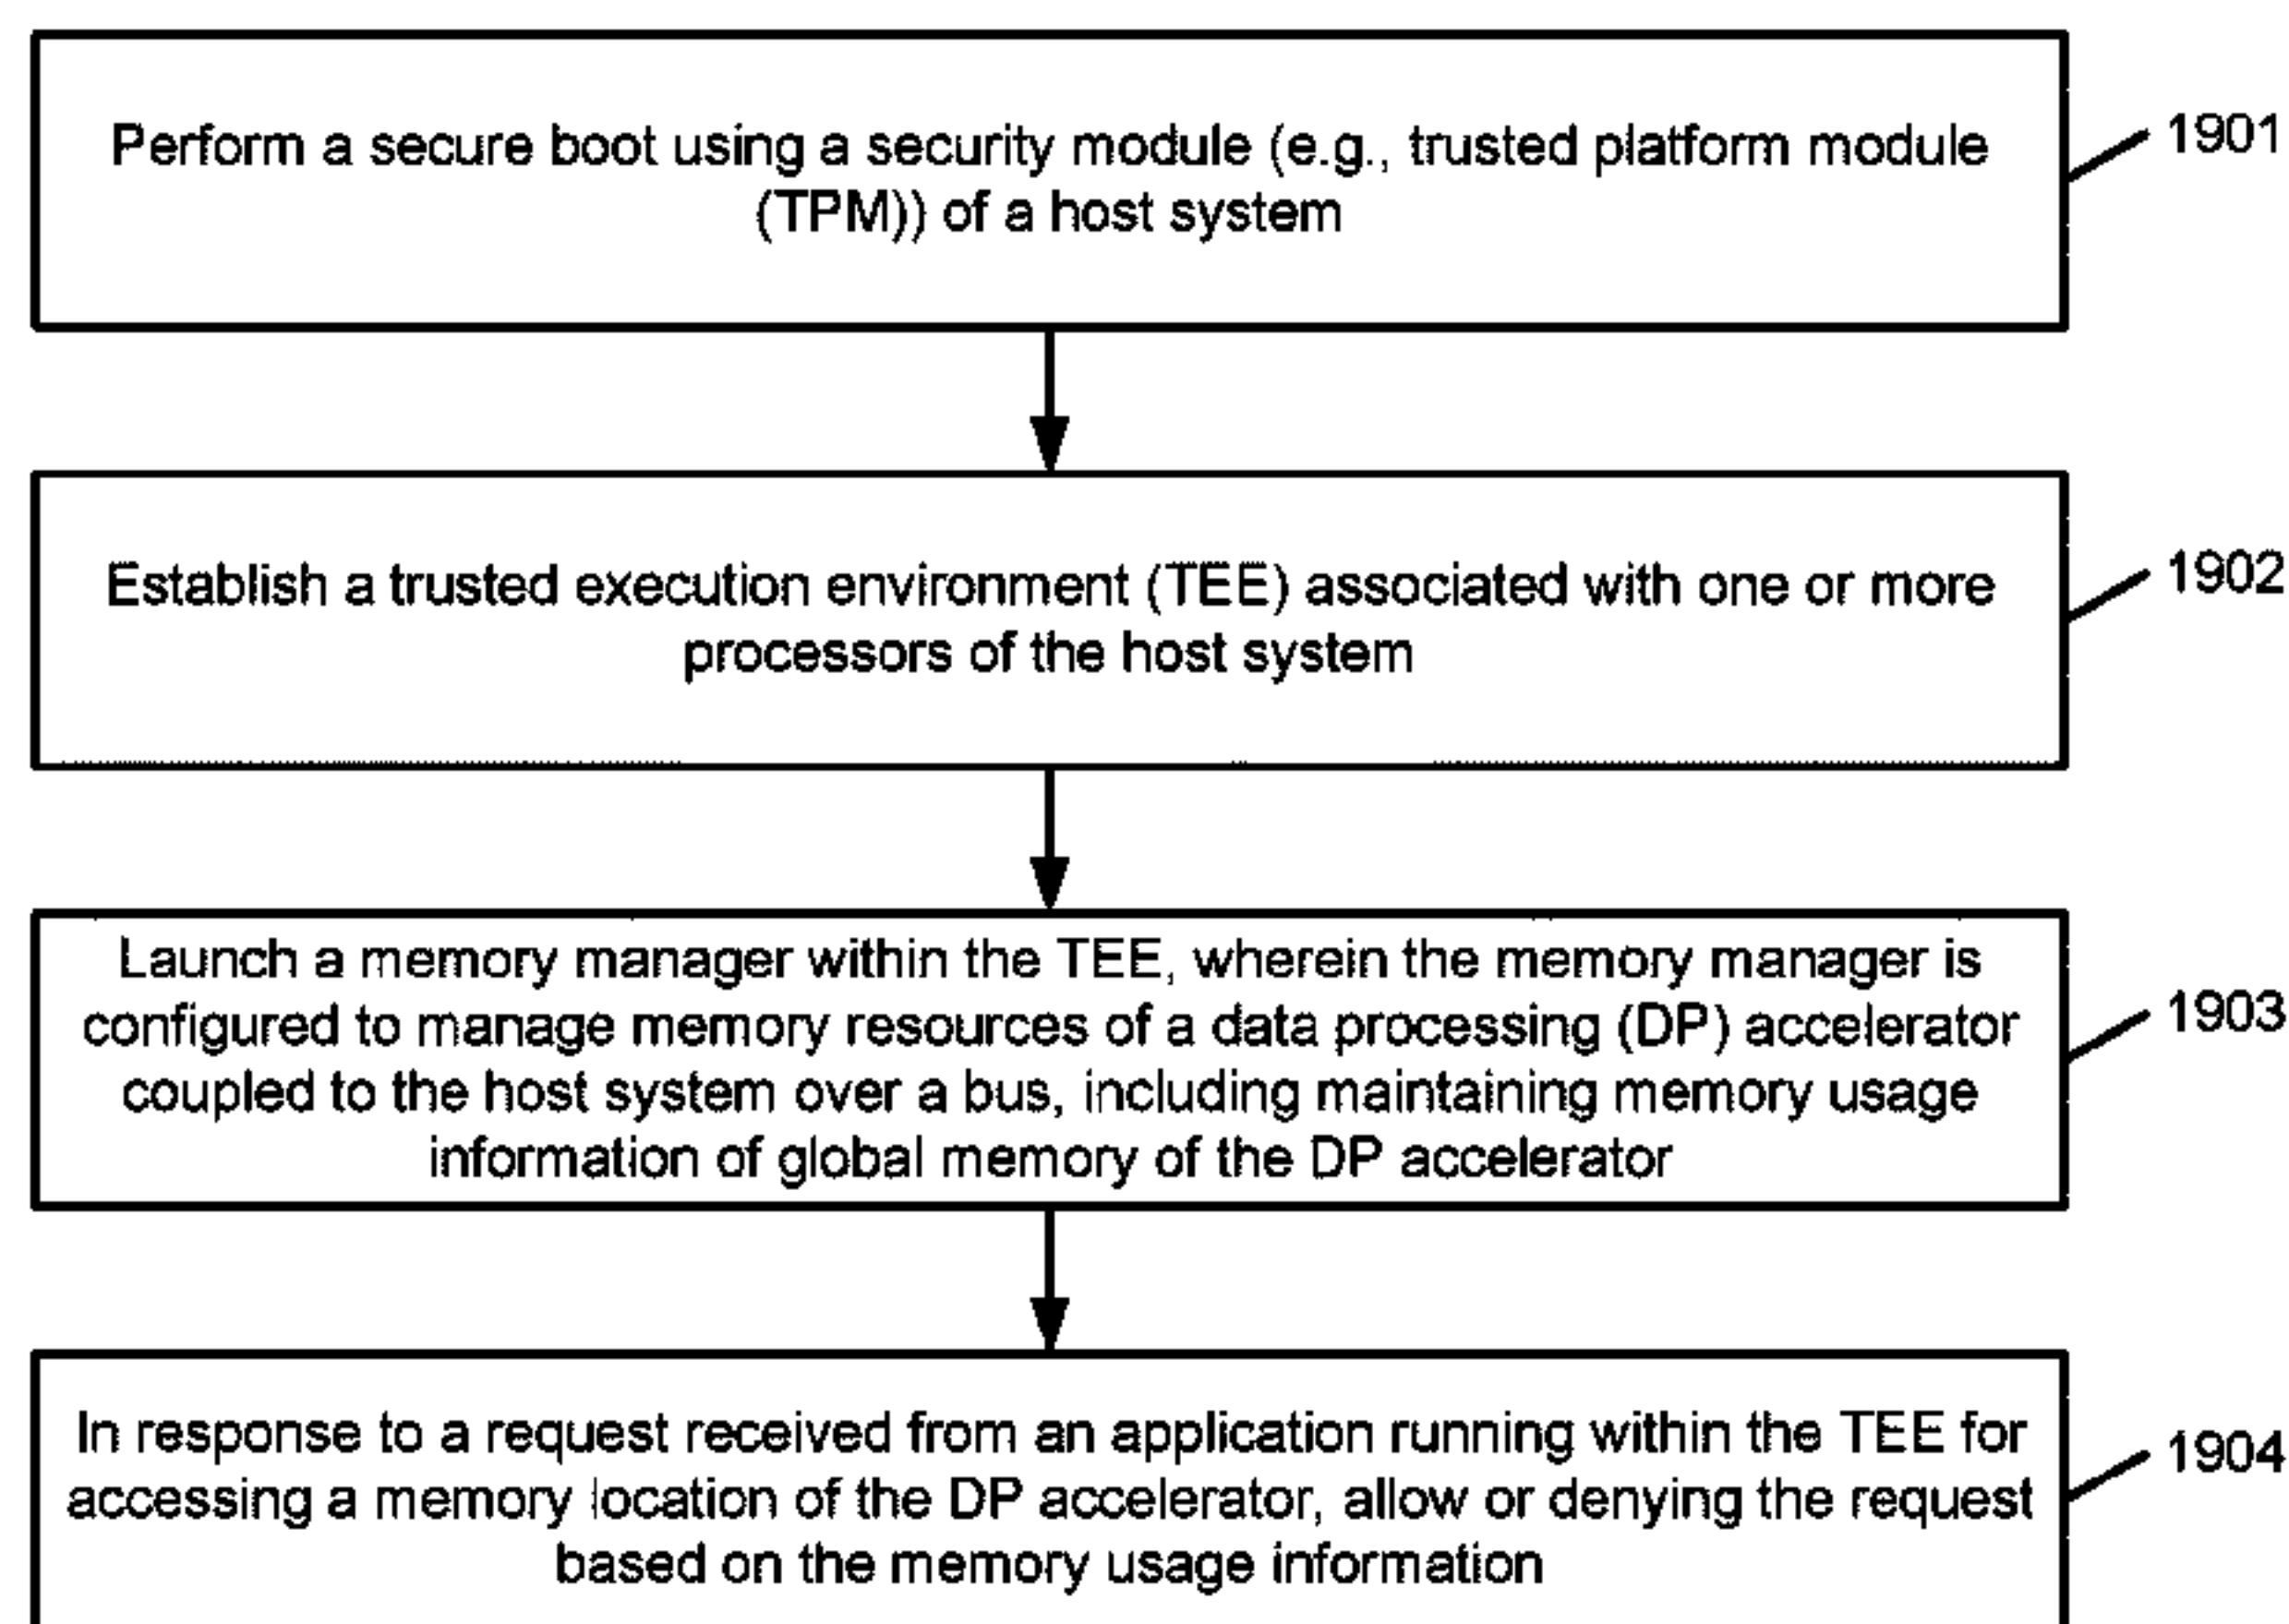 Perform a secure boot using a security module (e.g., trusted platform module
(TPM)) of a host system
1901
Establish a trusted execution environment (TEE) associated with one or more
processors of the host system
1902
Launch a memory manager within the TEE, wherein the memory manager is
configured to manage memory resources of a data processing (DP) accelerator
coupled to the host system over a bus, including maintaining memory usage
information of global memory of the DP accelerator
1903
In response to a request received from an application running within the TEE for
accessing a memory location of the DP accelerator, allow or denying the request
based on the memory usage information
1904